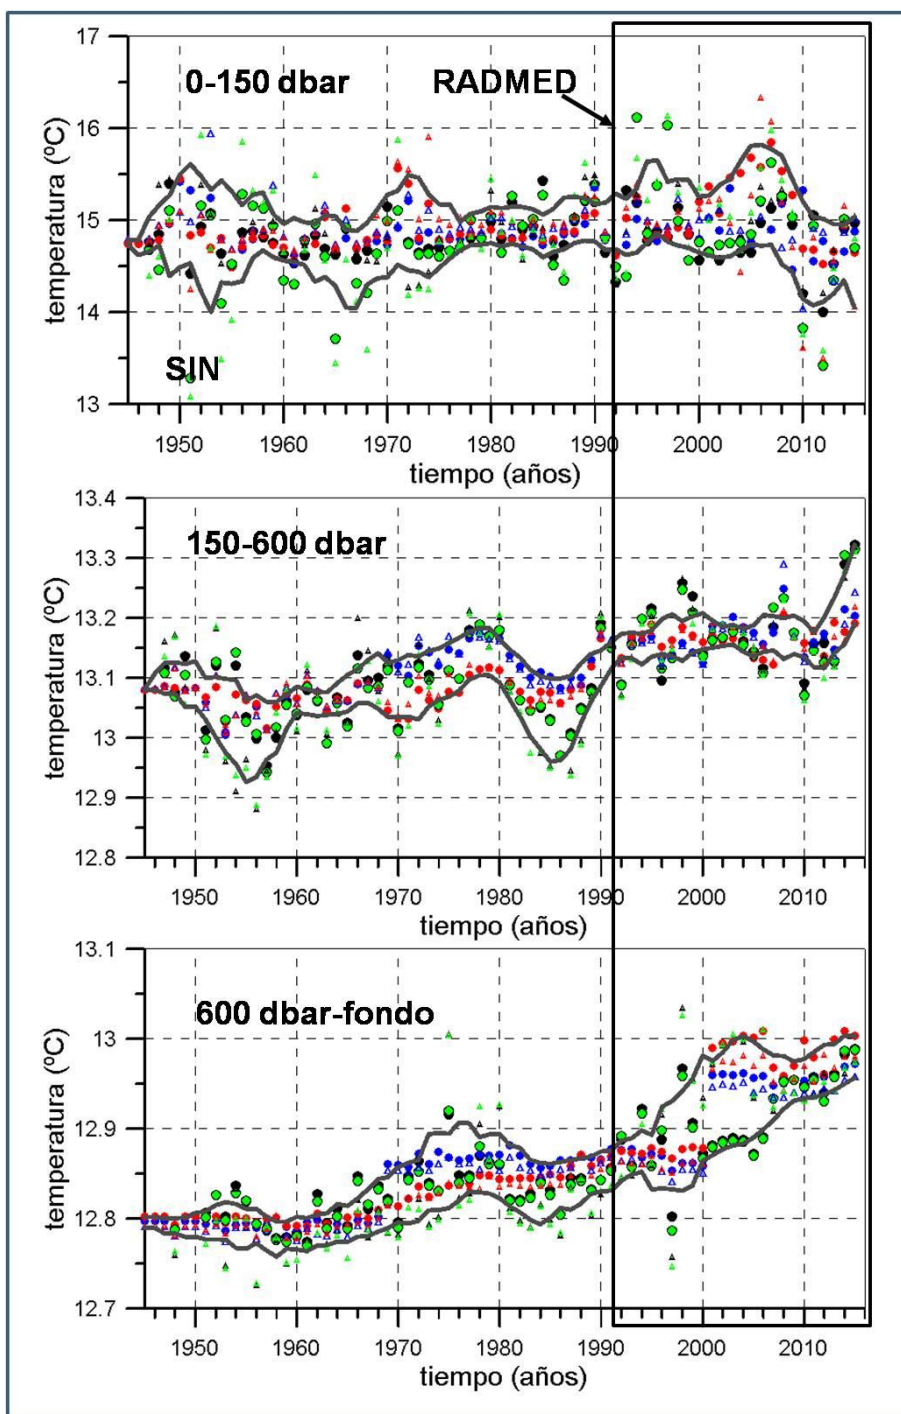 17
16
15
14
13
temperatura (ºC)
0-150 dbar
RADMED
SIN
1950 1960 1970 1980 1990 2000 2010
tiempo (años)
13.4
13.3
13.2
13.1
13
12.9
12.8
temperatura (ºC)
150-600 dbar
1950 1960 1970 1980 1990 2000 2010
tiempo (años)
13.1
13
12.9
12.8
12.7
temperatura (ºC)
600 dbar-fondo
1950 1960 1970 1980 1990 2000 2010
tiempo (años)